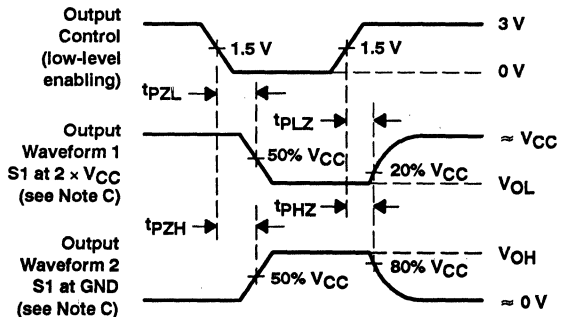 Output
Control
(low-level
enabling)
3 V
1.5 V
1.5 V
0 V
tPZL
tPLZ
Output
Waveform 1
S1 at 2 × VCC
(see Note C)
≈ VCC
50% VCC
20% VCC
VOL
tPZH
tPHZ
Output
Waveform 2
S1 at GND
(see Note C)
VOH
50% VCC
80% VCC
≈ 0 V